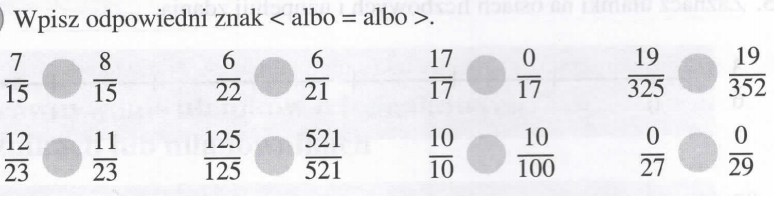 Wpisz odpowiedni znak < albo = albo >.
7/15 8/15 6/22 6/21 17/17 0/17 19/325 19/352
12/23 11/23 125/125 521/521 10/10 10/100 0/27 0/29